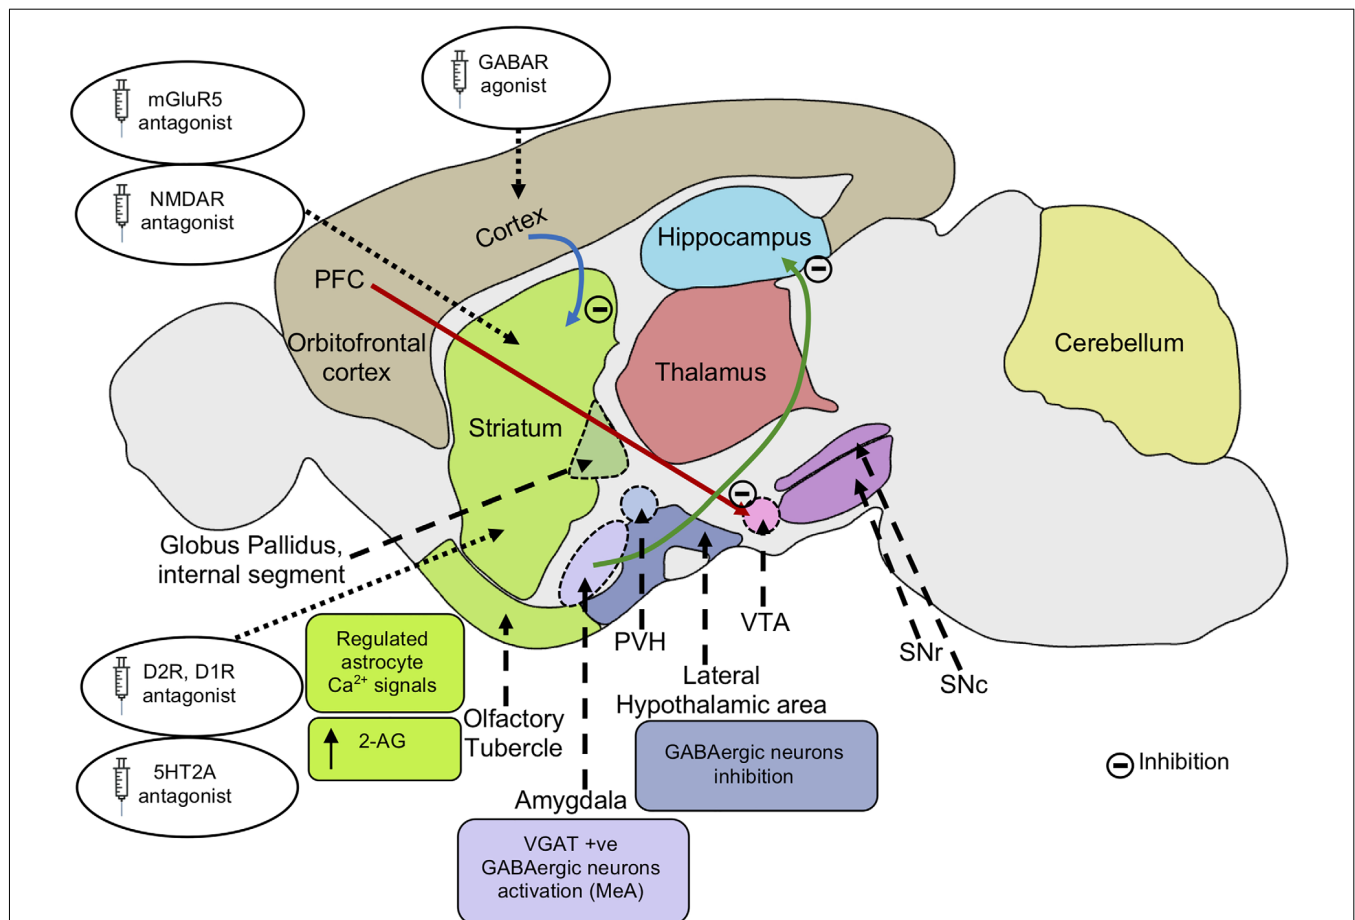 GABAR
agonist
mGluR5
antagonist
NMDAR
antagonist
Cortex
Hippocampus
PFC
Orbitofrontal
cortex
Thalamus
Cerebellum
Striatum
Globus Pallidus,
internal segment
VTA
PVH
SNr
SNc
Lateral
Hypothalamic area
Regulated
astrocyte
Ca²⁺ signals
D2R, D1R
antagonist
Olfactory
Tubercle
2-AG
GABAergic neurons
inhibition
Inhibition
5HT2A
antagonist
Amygdala
VGAT +ve
GABAergic neurons
activation (MeA)